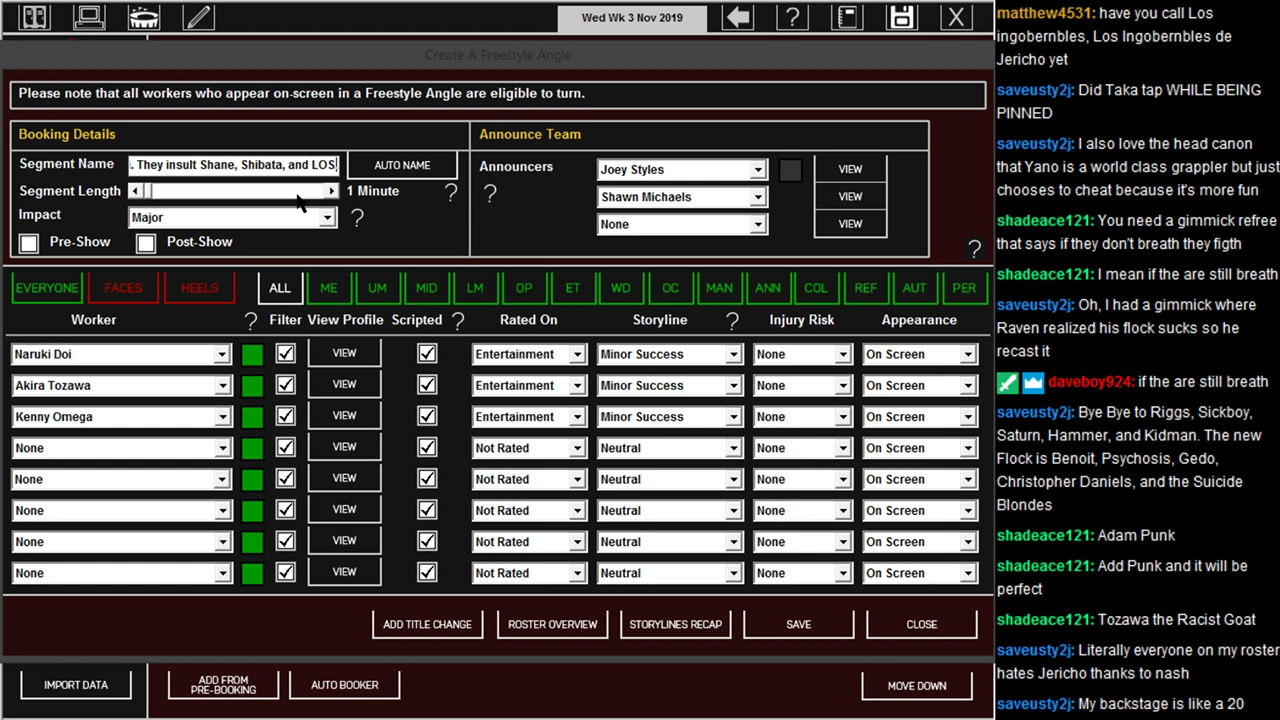 Wed Wk 3 Nov 2019
?
X
Create A Freestyle Angle
Please note that all workers who appear on-screen in a Freestyle Angle are eligible to turn.
Booking Details
Segment Name
. They insult Shane, Shibata, and LOS
AUTO NAME
Segment Length
1 Minute
?
Impact
Major
?
Pre-Show
Post-Show
Announce Team
Announcers
?
Joey Styles
VIEW
Shawn Michaels
VIEW
None
VIEW
?
EVERYONE
FACES
HEELS
ALL
ME
UM
MID
LM
OP
ET
WD
OC
MAN
ANN
COL
REF
AUT
PER
Worker ? Filter View Profile Scripted ? Rated On Storyline ? Injury Risk Appearance
Naruki Doi VIEW Entertainment Minor Success None On Screen
Akira Tozawa VIEW Entertainment Minor Success None On Screen
Kenny Omega VIEW Entertainment Minor Success None On Screen
None VIEW Not Rated Neutral None On Screen
None VIEW Not Rated Neutral None On Screen
None VIEW Not Rated Neutral None On Screen
None VIEW Not Rated Neutral None On Screen
None VIEW Not Rated Neutral None On Screen
ADD TITLE CHANGE
ROSTER OVERVIEW
STORYLINES RECAP
SAVE
CLOSE
IMPORT DATA
ADD FROM
PRE-BOOKING
AUTO BOOKER
MOVE DOWN
matthew4531: have you call Los
ingobernbles, Los Ingobernbles de
Jericho yet
saveusty2j: Did Taka tap WHILE BEING
PINNED
saveusty2j: I also love the head canon
that Yano is a world class grappler but just
chooses to cheat because it's more fun
shadeace121: You need a gimmick refree
that says if they don't breath they figth
shadeace121: I mean if the are still breath
saveusty2j: Oh, I had a gimmick where
Raven realized his flock sucks so he
recast it
daveboy924: if the are still breath
saveusty2j: Bye Bye to Riggs, Sickboy,
Saturn, Hammer, and Kidman. The new
Flock is Benoit, Psychosis, Gedo,
Christopher Daniels, and the Suicide
Blondes
shadeace121: Adam Punk
shadeace121: Add Punk and it will be
perfect
shadeace121: Tozawa the Racist Goat
saveusty2j: Literally everyone on my roster
hates Jericho thanks to nash
saveusty2j: My backstage is like a 20